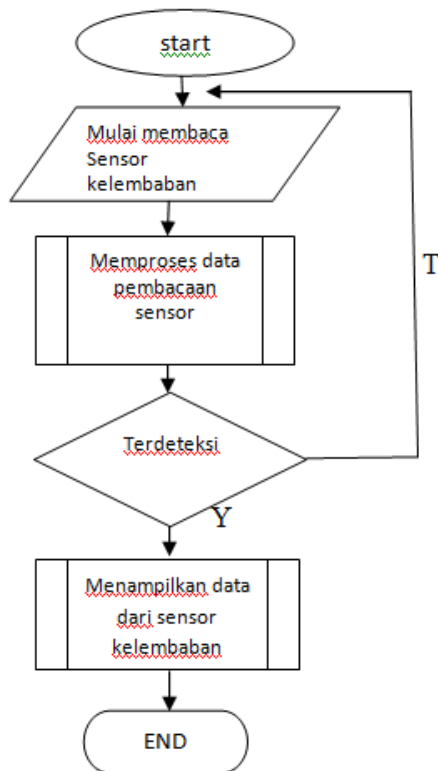 start
Mulai membaca
Sensor
kelembaban
Memproses data
pembacaan
sensor
T
Terdeteksi
Y
Menampilkan data
dari sensor
kelembaban
END